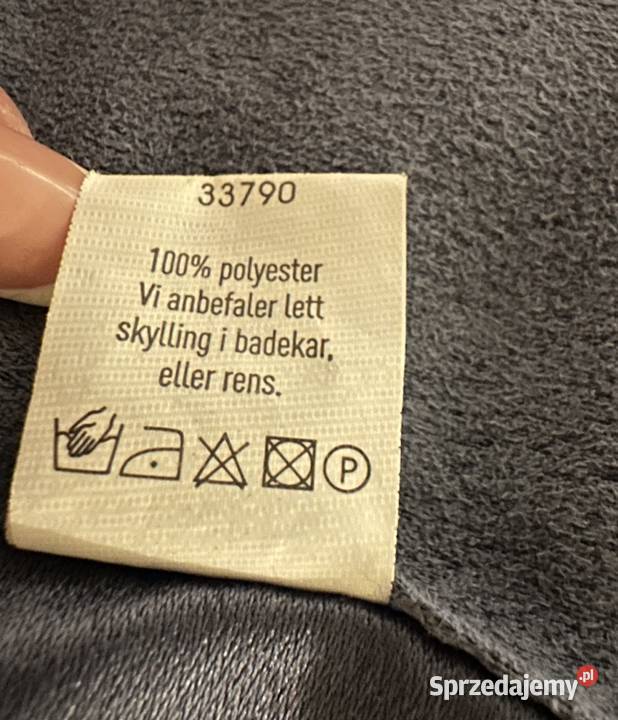 33790
100% polyester
Vi anbefaler lett
skylling i badekar,
eller rens.
P
Sprzedajemy.pl